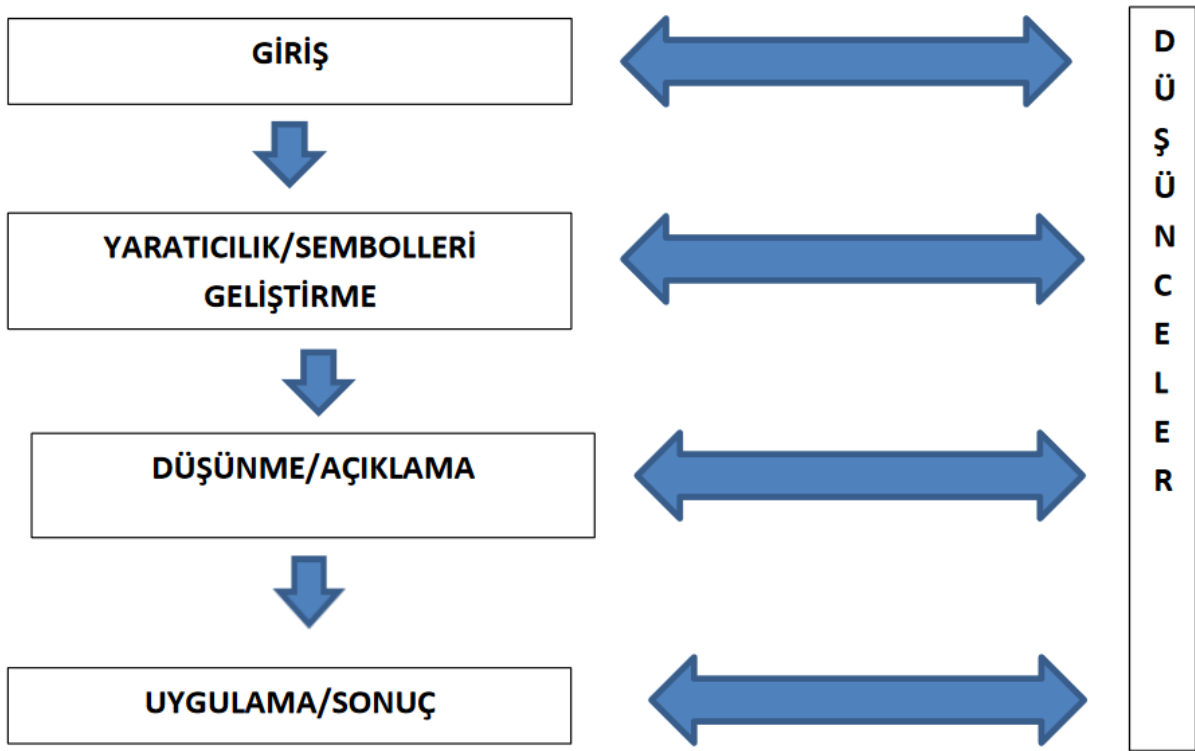 GİRİŞ
YARATICILIK/SEMBOLLERİ
GELİŞTİRME
DÜŞÜNME/AÇIKLAMA
UYGULAMA/SONUÇ
D
Ü
Ş
Ü
N
C
E
L
E
R